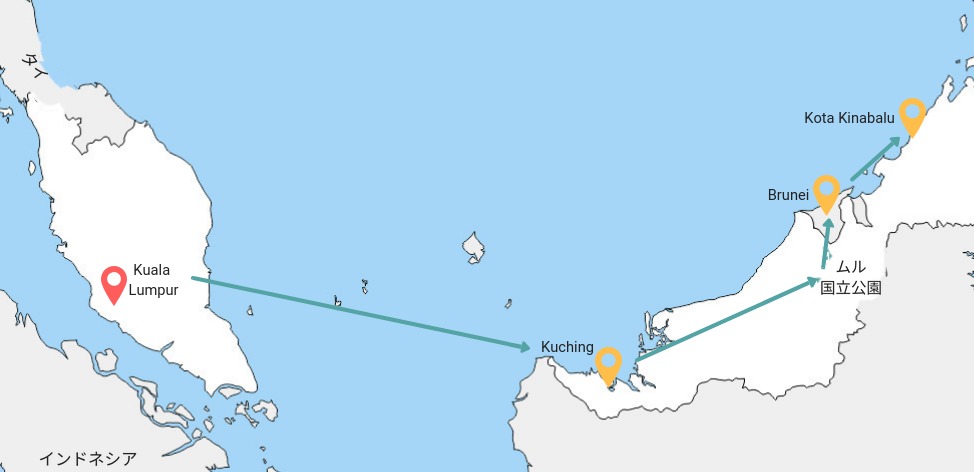 タイ
Kota Kinabalu
Brunei
ムル
国立公園
Kuala
Lumpur
Kuching
インドネシア